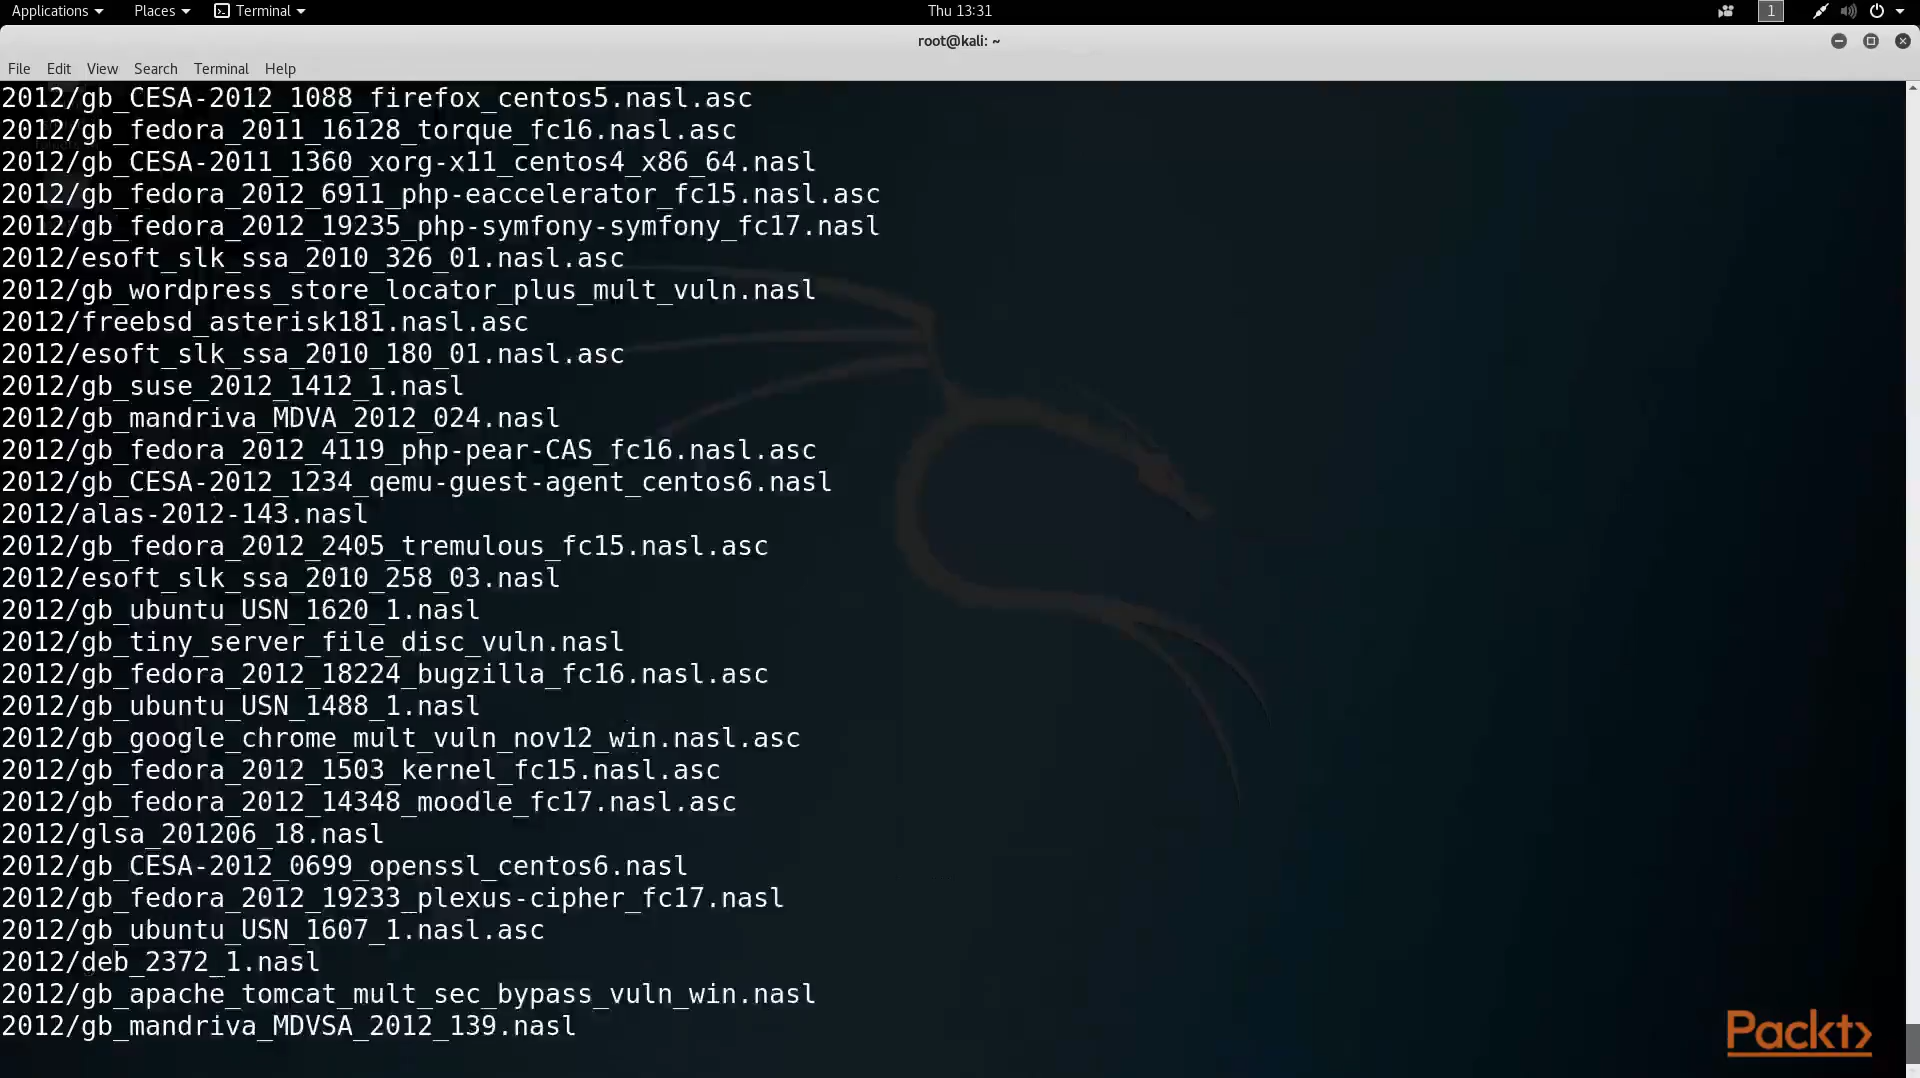 Applications Places Terminal Thu 13:31 1
root@kali: ~
File Edit View Search Terminal Help
2012/gb_CESA-2012_1088_firefox_centos5.nasl.asc
2012/gb_fedora_2011_16128_torque_fc16.nasl.asc
2012/gb_CESA-2011_1360_xorg-x11_centos4_x86_64.nasl
2012/gb_fedora_2012_6911_php-eaccelerator_fc15.nasl.asc
2012/gb_fedora_2012_19235_php-symfony-symfony_fc17.nasl
2012/esoft_slk_ssa_2010_326_01.nasl.asc
2012/gb_wordpress_store_locator_plus_mult_vuln.nasl
2012/freebsd_asterisk181.nasl.asc
2012/esoft_slk_ssa_2010_180_01.nasl.asc
2012/gb_suse_2012_1412_1.nasl
2012/gb_mandriva_MDVA_2012_024.nasl
2012/gb_fedora_2012_4119_php-pear-CAS_fc16.nasl.asc
2012/gb_CESA-2012_1234_qemu-guest-agent_centos6.nasl
2012/alas-2012-143.nasl
2012/gb_fedora_2012_2405_tremulous_fc15.nasl.asc
2012/esoft_slk_ssa_2010_258_03.nasl
2012/gb_ubuntu_USN_1620_1.nasl
2012/gb_tiny_server_file_disc_vuln.nasl
2012/gb_fedora_2012_18224_bugzilla_fc16.nasl.asc
2012/gb_ubuntu_USN_1488_1.nasl
2012/gb_google_chrome_mult_vuln_nov12_win.nasl.asc
2012/gb_fedora_2012_1503_kernel_fc15.nasl.asc
2012/gb_fedora_2012_14348_moodle_fc17.nasl.asc
2012/glsa_201206_18.nasl
2012/gb_CESA-2012_0699_openssl_centos6.nasl
2012/gb_fedora_2012_19233_plexus-cipher_fc17.nasl
2012/gb_ubuntu_USN_1607_1.nasl.asc
2012/deb_2372_1.nasl
2012/gb_apache_tomcat_mult_sec_bypass_vuln_win.nasl
2012/gb_mandriva_MDVSA_2012_139.nasl
Packt>